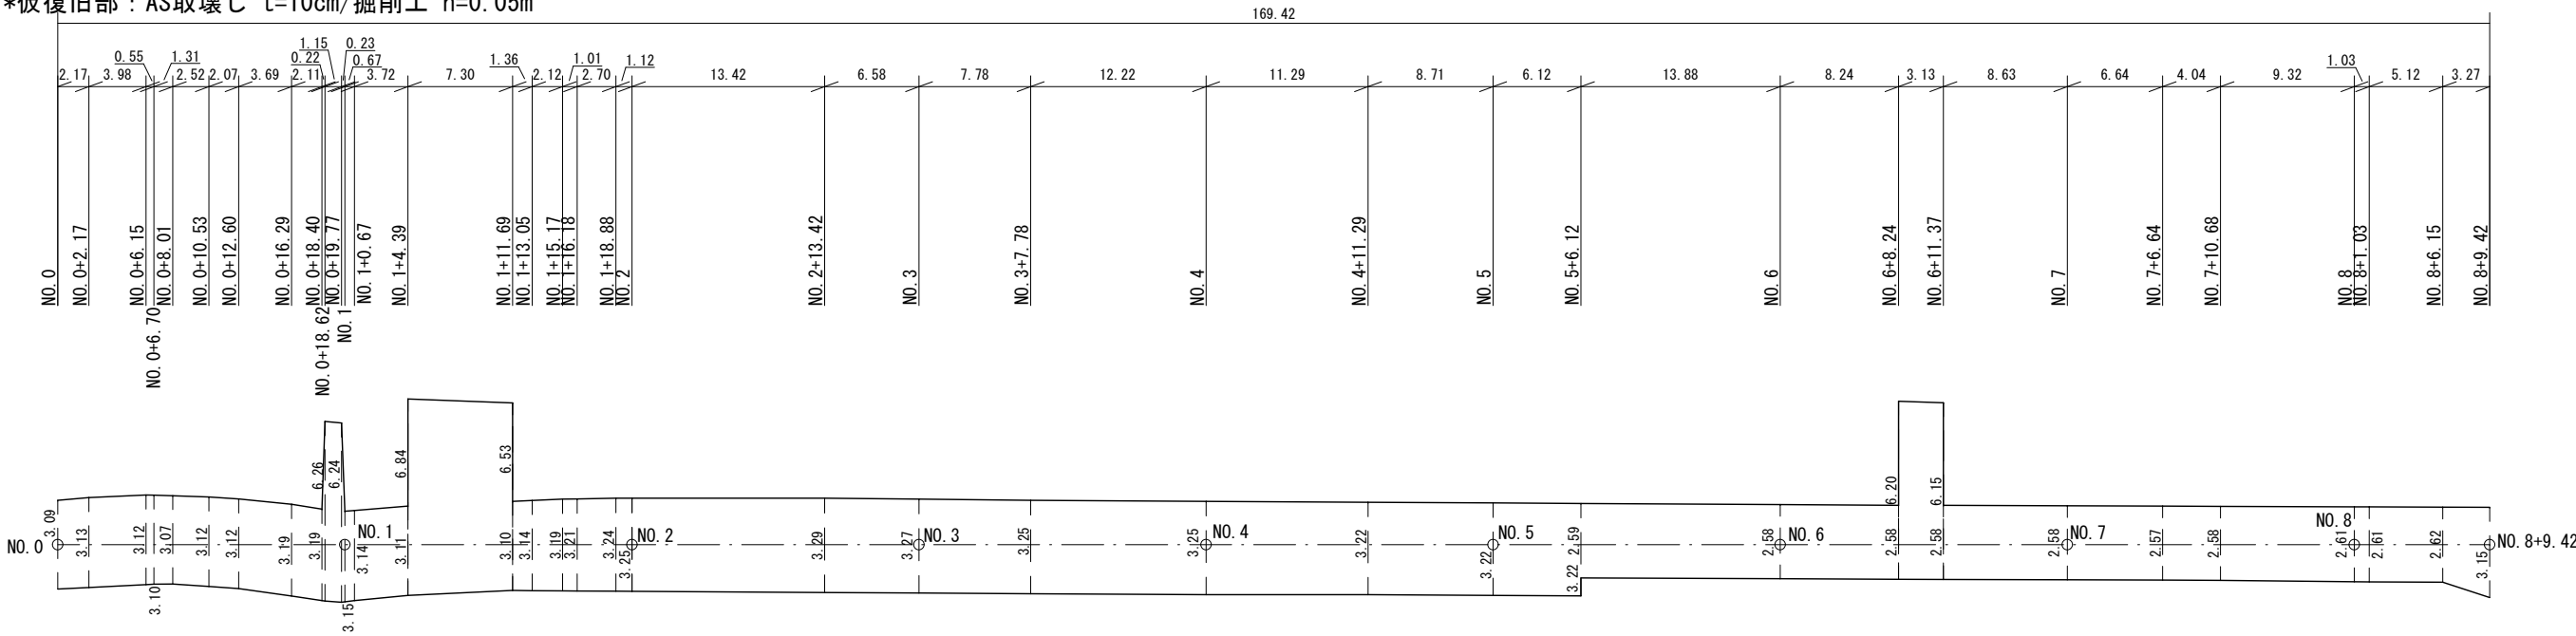 *仮復旧部：AS取壊し t=10cm/掘削工 h=0.05m
169.42
0.55 1.31 0.22 1.15 0.23 0.67 1.36 1.01 1.12 1.03
2.17 3.98 2.52 2.07 3.69 2.11 3.72 7.30 2.12 2.70 13.42 6.58 7.78 12.22 11.29 8.71 6.12 13.88 8.24 3.13 8.63 6.64 4.04 9.32 5.12 3.27
NO.0
NO.0+2.17
NO.0+6.15
NO.0+6.70
NO.0+8.01
NO.0+10.53
NO.0+12.60
NO.0+16.29
NO.0+18.40
NO.0+18.62
NO.0+19.77
NO.1
NO.1+0.67
NO.1+4.39
NO.1+11.69
NO.1+13.05
NO.1+15.17
NO.1+16.18
NO.1+18.88
NO.2
NO.2+13.42
NO.3
NO.3+7.78
NO.4
NO.4+11.29
NO.5
NO.5+6.12
NO.6
NO.6+8.24
NO.6+11.37
NO.7
NO.7+6.64
NO.7+10.68
NO.8
NO.8+1.03
NO.8+6.15
NO.8+9.42
6.26 6.24 6.84 6.53 6.20 6.15
NO.0 NO.1 NO.2 NO.3 NO.4 NO.5 NO.6 NO.7 NO.8 NO.8+9.42
3.09 3.13 3.12 3.10 3.07 3.12 3.12 3.19 3.19 3.15 3.14 3.11 3.10 3.14 3.19 3.21 3.24 3.25 3.29 3.27 3.25 3.25 3.22 3.22 2.59 3.22 2.58 2.58 2.58 2.58 2.57 2.58 2.61 2.61 2.62 3.15